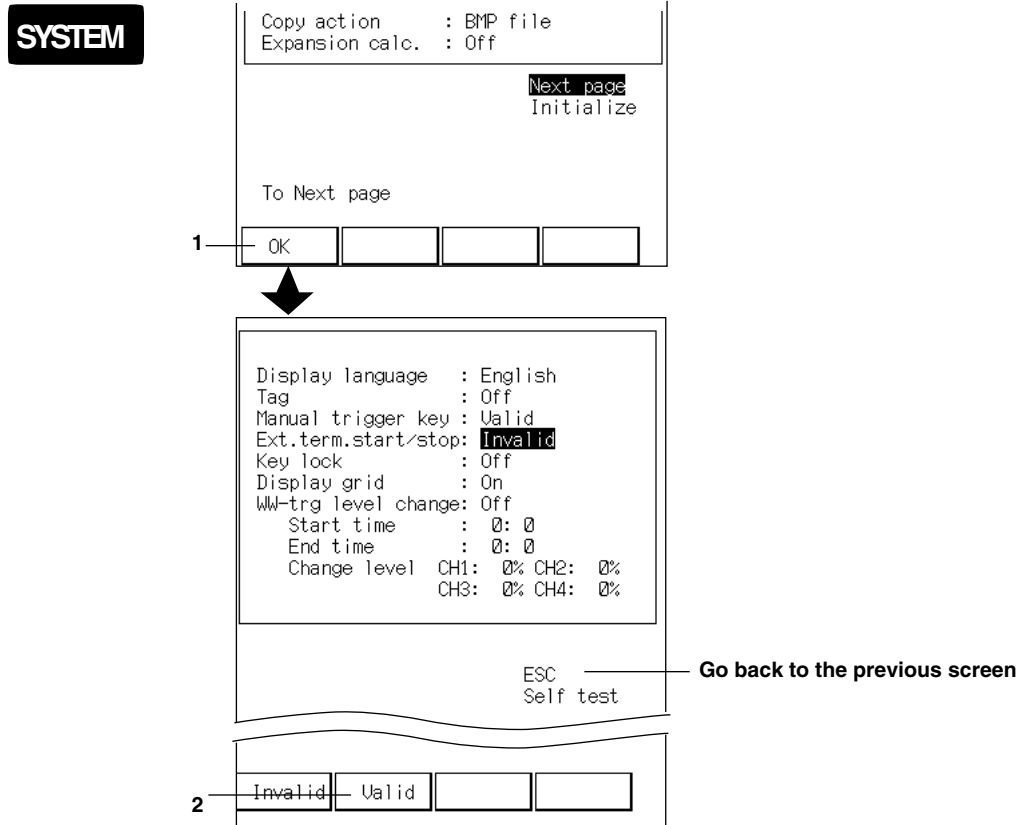 SYSTEM
Copy action : BMP file
Expansion calc. : Off
Next page
Initialize
To Next page
1
OK
Display language : English
Tag : Off
Manual trigger key : Valid
Ext.term.start/stop: Invalid
Key lock : Off
Display grid : On
WW-trg level change: Off
Start time : 0: 0
End time : 0: 0
Change level CH1: 0% CH2: 0%
CH3: 0% CH4: 0%
ESC
Go back to the previous screen
Self test
2
Invalid Valid